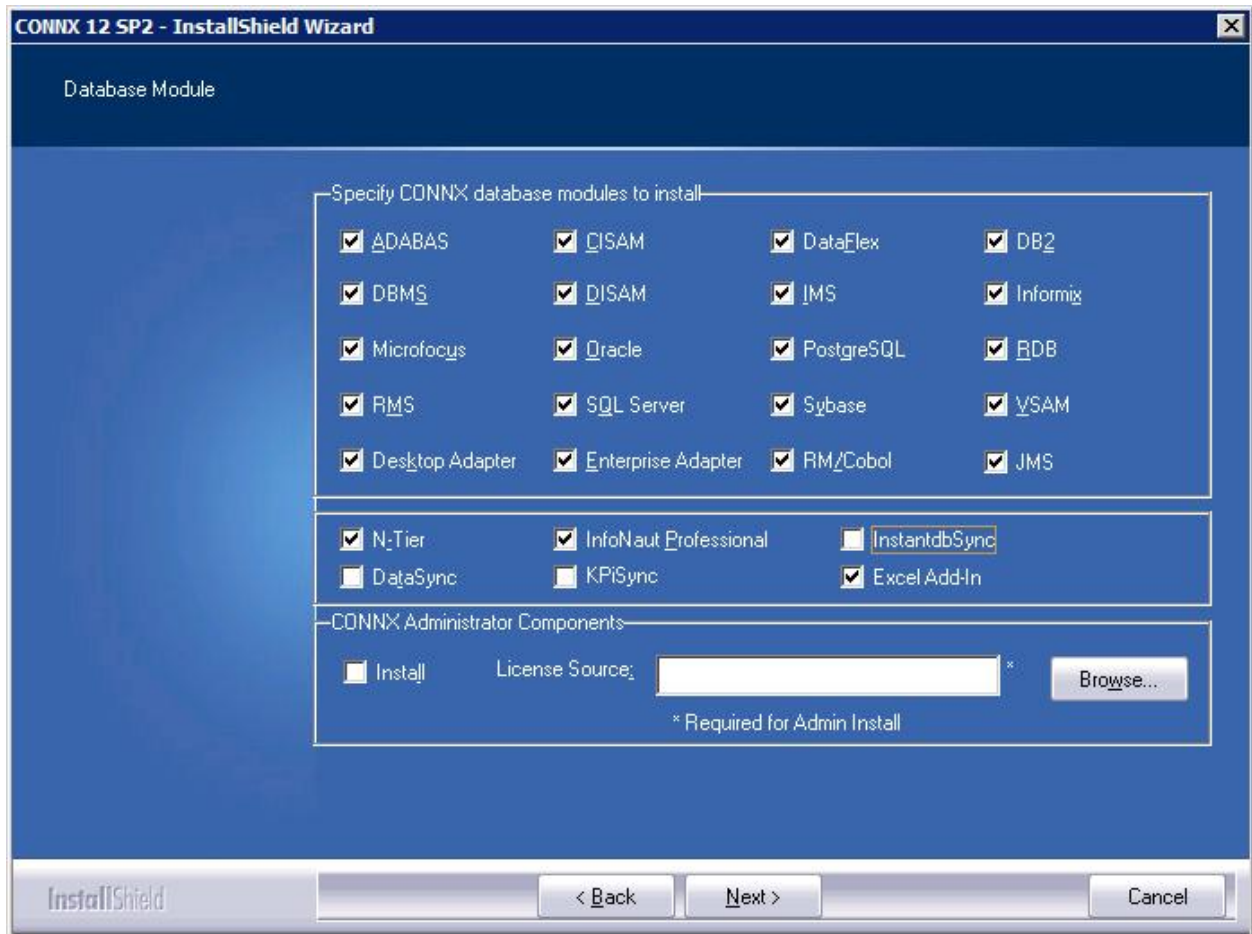 CONNX 12 SP2 - InstallShield Wizard
Database Module
Specify CONNX database modules to install
ADABAS CISAM DataFlex DB2
DBMS DISAM IMS Informix
Microfocus Oracle PostgreSQL RDB
RMS SQL Server Sybase VSAM
Desktop Adapter Enterprise Adapter RM/Cobol JMS
N-Tier InfoNaut Professional InstantdbSync
DataSync KPiSync Excel Add-In
CONNX Administrator Components
Install License Source: * Browse...
* Required for Admin Install
InstallShield < Back Next > Cancel